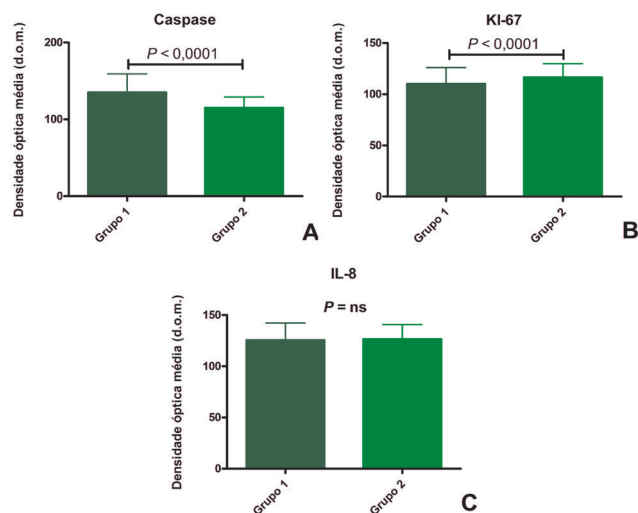 Caspase
P < 0,0001
Densidade óptica média (d.o.m.)
200
100
0
Grupo 1
Grupo 2
A
KI-67
P < 0,0001
Densidade óptica média (d.o.m.)
150
100
50
0
Grupo 1
Grupo 2
B
IL-8
P = ns
Densidade óptica média (d.o.m.)
150
100
50
0
Grupo 1
Grupo 2
C